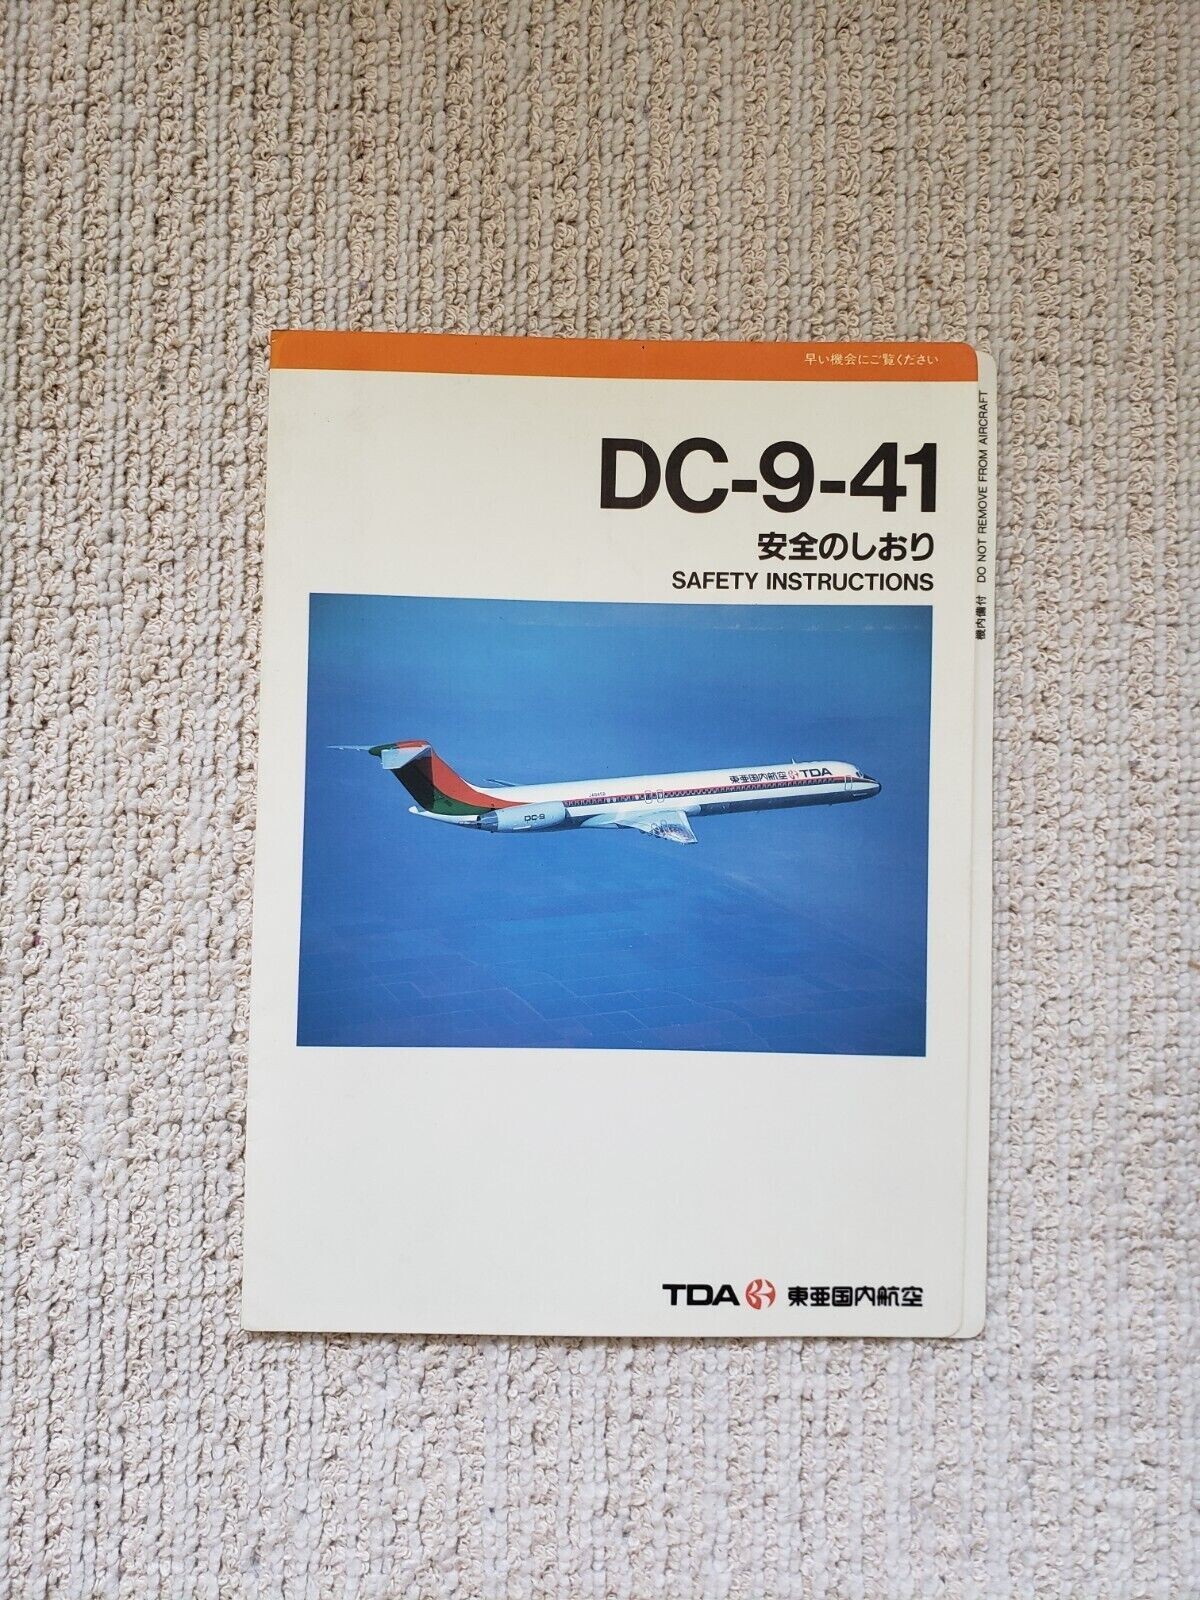 早い機会にご覧ください
DC-9-41
安全のしおり
SAFETY INSTRUCTIONS
機内備付 DO NOT REMOVE FROM AIRCRAFT
東亜国内航空 TDA
DC-9
TDA 東亜国内航空